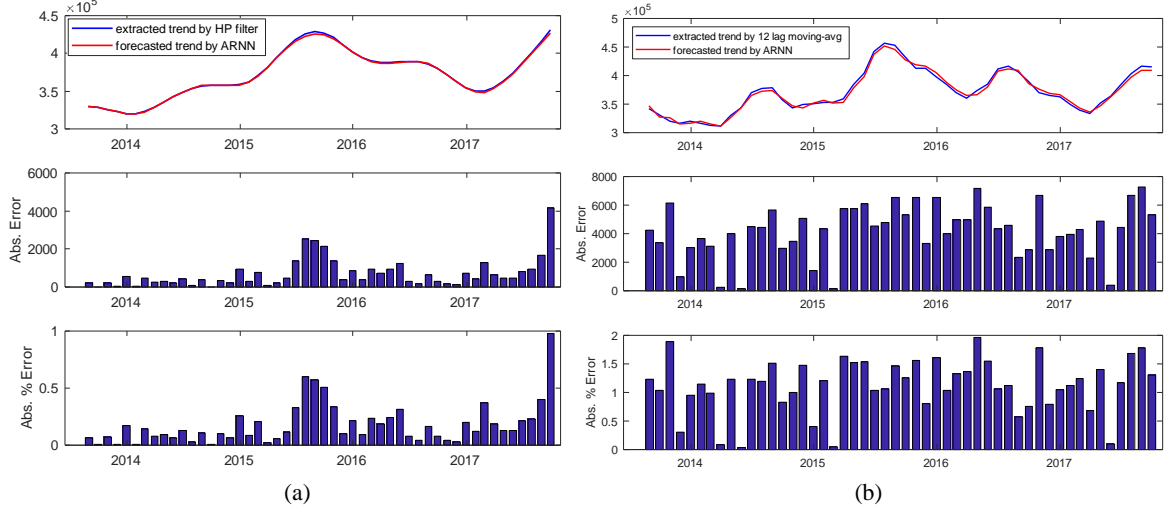 ×10^5
4.5
4
3.5
3
extracted trend by HP filter
forecasted trend by ARNN
2014 2015 2016 2017
Abs. Error
6000
4000
2000
0
2014 2015 2016 2017
Abs. % Error
1
0.5
0
2014 2015 2016 2017
(a)
×10^5
5
4.5
4
3.5
3
extracted trend by 12 lag moving-avg
forecasted trend by ARNN
2014 2015 2016 2017
Abs. Error
8000
6000
4000
2000
0
2014 2015 2016 2017
Abs. % Error
2
1.5
1
0.5
0
2014 2015 2016 2017
(b)